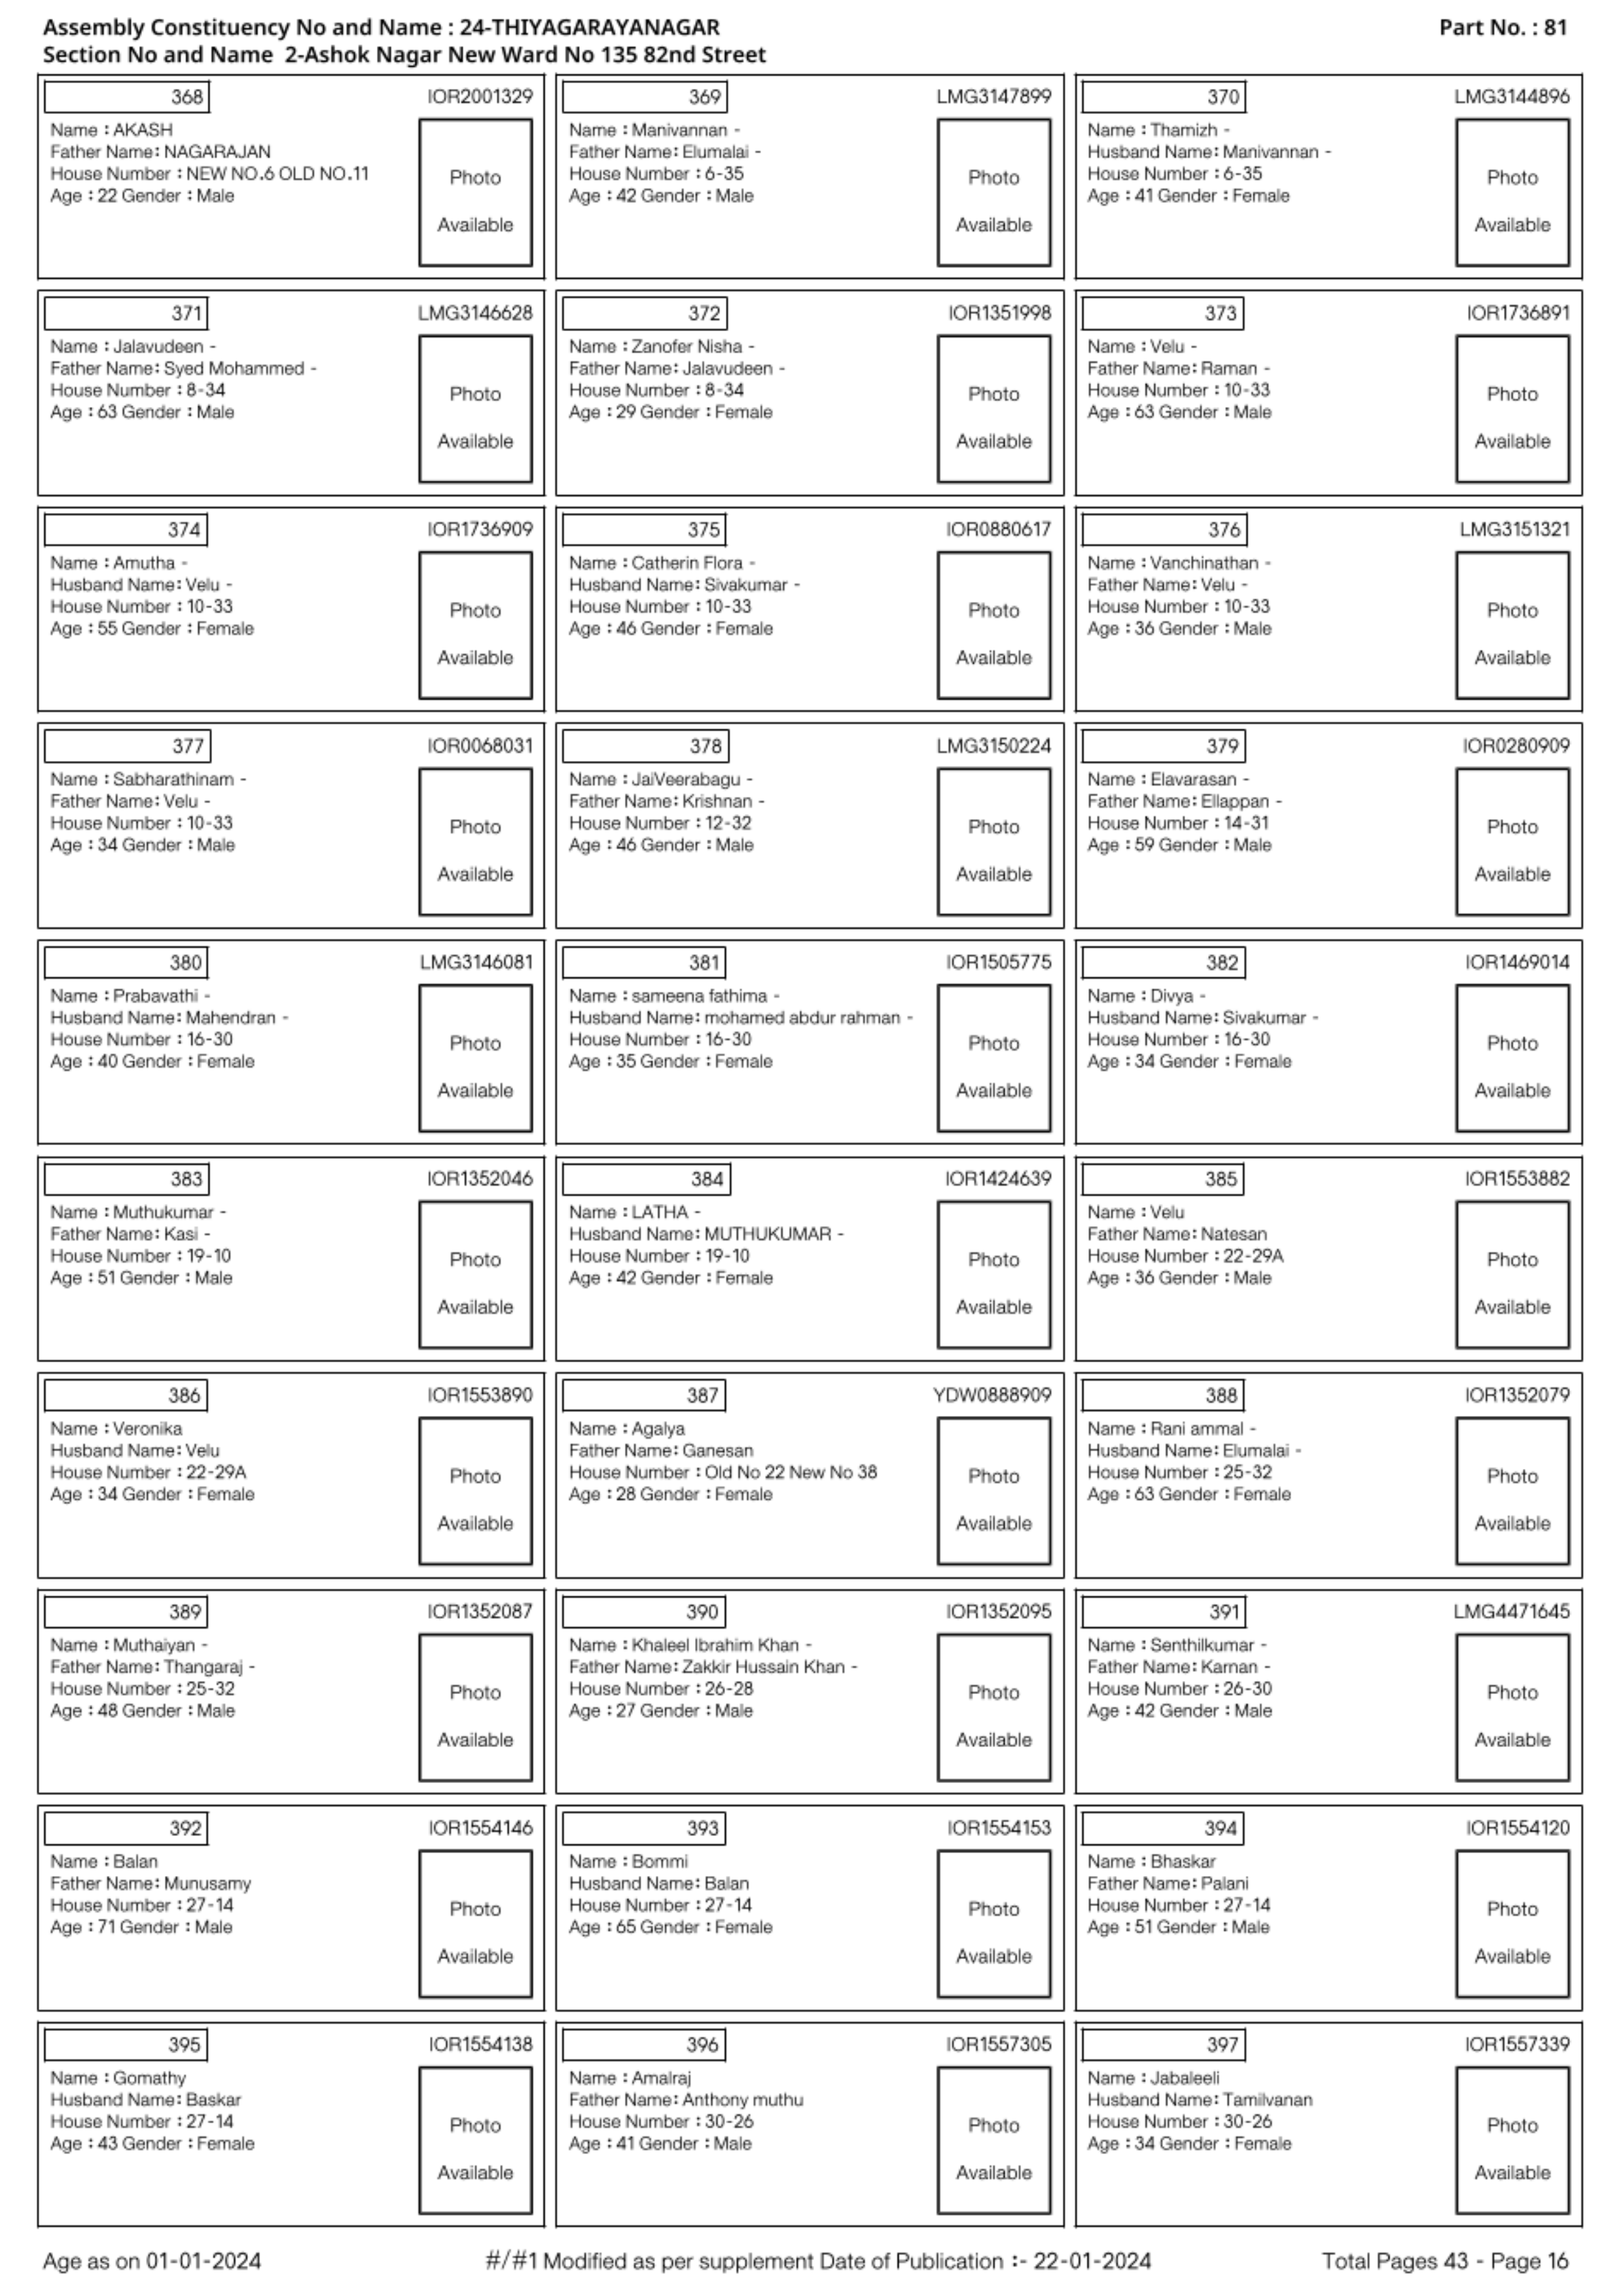 Assembly Constituency No and Name : 24-THIYAGARAYANAGAR
Part No. : 81
Section No and Name 2-Ashok Nagar New Ward No 135 82nd Street
368
IOR2001329
Name : AKASH
Father Name: NAGARAJAN
House Number : NEW NO.6 OLD NO.11
Age : 22 Gender : Male
Photo
Available
369
LMG3147899
Name : Manivannan -
Father Name: Elumalai -
House Number : 6-35
Age : 42 Gender : Male
Photo
Available
370
LMG3144896
Name : Thamizh -
Husband Name: Manivannan -
House Number : 6-35
Age : 41 Gender : Female
Photo
Available
371
LMG3146628
Name : Jalavudeen -
Father Name: Syed Mohammed -
House Number : 8-34
Age : 63 Gender : Male
Photo
Available
372
IOR1351998
Name : Zanofer Nisha -
Father Name: Jalavudeen -
House Number : 8-34
Age : 29 Gender : Female
Photo
Available
373
IOR1736891
Name : Velu -
Father Name: Raman -
House Number : 10-33
Age : 63 Gender : Male
Photo
Available
374
IOR1736909
Name : Amutha -
Husband Name: Velu -
House Number : 10-33
Age : 55 Gender : Female
Photo
Available
375
IOR0880617
Name : Catherin Flora -
Husband Name: Sivakumar -
House Number : 10-33
Age : 46 Gender : Female
Photo
Available
376
LMG3151321
Name : Vanchinathan -
Father Name: Velu -
House Number : 10-33
Age : 36 Gender : Male
Photo
Available
377
IOR0068031
Name : Sabharathinam -
Father Name: Velu -
House Number : 10-33
Age : 34 Gender : Male
Photo
Available
378
LMG3150224
Name : JaiVeerabagu -
Father Name: Krishnan -
House Number : 12-32
Age : 46 Gender : Male
Photo
Available
379
IOR0280909
Name : Elavarasan -
Father Name: Ellappan -
House Number : 14-31
Age : 59 Gender : Male
Photo
Available
380
LMG3146081
Name : Prabavathi -
Husband Name: Mahendran -
House Number : 16-30
Age : 40 Gender : Female
Photo
Available
381
IOR1505775
Name : sameena fathima -
Husband Name: mohamed abdur rahman -
House Number : 16-30
Age : 35 Gender : Female
Photo
Available
382
IOR1469014
Name : Divya -
Husband Name: Sivakumar -
House Number : 16-30
Age : 34 Gender : Female
Photo
Available
383
IOR1352046
Name : Muthukumar -
Father Name: Kasi -
House Number : 19-10
Age : 51 Gender : Male
Photo
Available
384
IOR1424639
Name : LATHA -
Husband Name: MUTHUKUMAR -
House Number : 19-10
Age : 42 Gender : Female
Photo
Available
385
IOR1553882
Name : Velu
Father Name: Natesan
House Number : 22-29A
Age : 36 Gender : Male
Photo
Available
386
IOR1553890
Name : Veronika
Husband Name: Velu
House Number : 22-29A
Age : 34 Gender : Female
Photo
Available
387
YDW0888909
Name : Agalya
Father Name: Ganesan
House Number : Old No 22 New No 38
Age : 28 Gender : Female
Photo
Available
388
IOR1352079
Name : Rani ammal -
Husband Name: Elumalai -
House Number : 25-32
Age : 63 Gender : Female
Photo
Available
389
IOR1352087
Name : Muthaiyan -
Father Name: Thangaraj -
House Number : 25-32
Age : 48 Gender : Male
Photo
Available
390
IOR1352095
Name : Khaleel Ibrahim Khan -
Father Name: Zakkir Hussain Khan -
House Number : 26-28
Age : 27 Gender : Male
Photo
Available
391
LMG4471645
Name : Senthilkumar -
Father Name: Karnan -
House Number : 26-30
Age : 42 Gender : Male
Photo
Available
392
IOR1554146
Name : Balan
Father Name: Munusamy
House Number : 27-14
Age : 71 Gender : Male
Photo
Available
393
IOR1554153
Name : Bommi
Husband Name: Balan
House Number : 27-14
Age : 65 Gender : Female
Photo
Available
394
IOR1554120
Name : Bhaskar
Father Name: Palani
House Number : 27-14
Age : 51 Gender : Male
Photo
Available
395
IOR1554138
Name : Gomathy
Husband Name: Baskar
House Number : 27-14
Age : 43 Gender : Female
Photo
Available
396
IOR1557305
Name : Amalraj
Father Name: Anthony muthu
House Number : 30-26
Age : 41 Gender : Male
Photo
Available
397
IOR1557339
Name : Jabaleeli
Husband Name: Tamilvanan
House Number : 30-26
Age : 34 Gender : Female
Photo
Available
Age as on 01-01-2024
#/#1 Modified as per supplement Date of Publication :- 22-01-2024
Total Pages 43 - Page 16